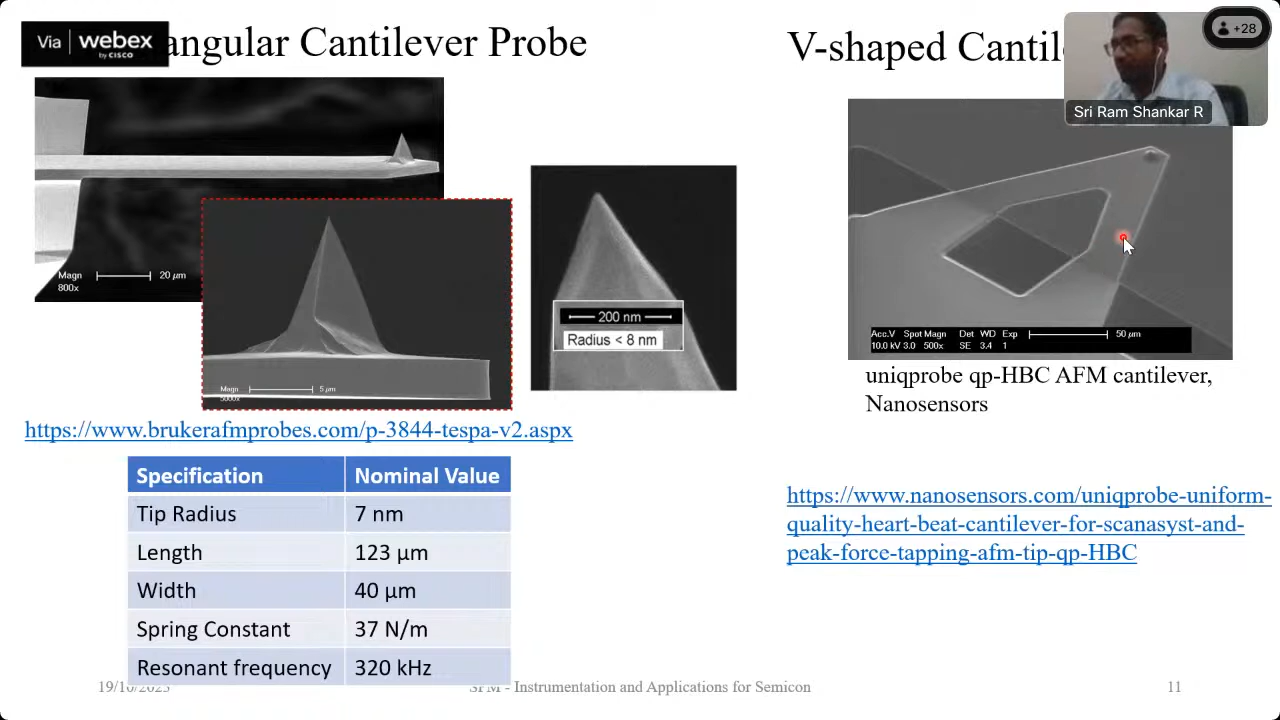 Via webex
by CISCO
angular Cantilever Probe
V-shaped Cantil
+28
Sri Ram Shankar R
Magn 20 µm
800x
Magn 5 µm
5000x
200 nm
Radius < 8 nm
Acc.V Spot Magn Det WD Exp 50 µm
10.0 kV 3.0 500x SE 3.4 1
uniqprobe qp-HBC AFM cantilever,
Nanosensors
https://www.brukerafmprobes.com/p-3844-tespa-v2.aspx
Specification Nominal Value
Tip Radius 7 nm
Length 123 µm
Width 40 µm
Spring Constant 37 N/m
Resonant frequency 320 kHz
https://www.nanosensors.com/uniqprobe-uniform-
quality-heart-beat-cantilever-for-scanasyst-and-
peak-force-tapping-afm-tip-qp-HBC
19/10/2023
SPM - Instrumentation and Applications for Semicon
11